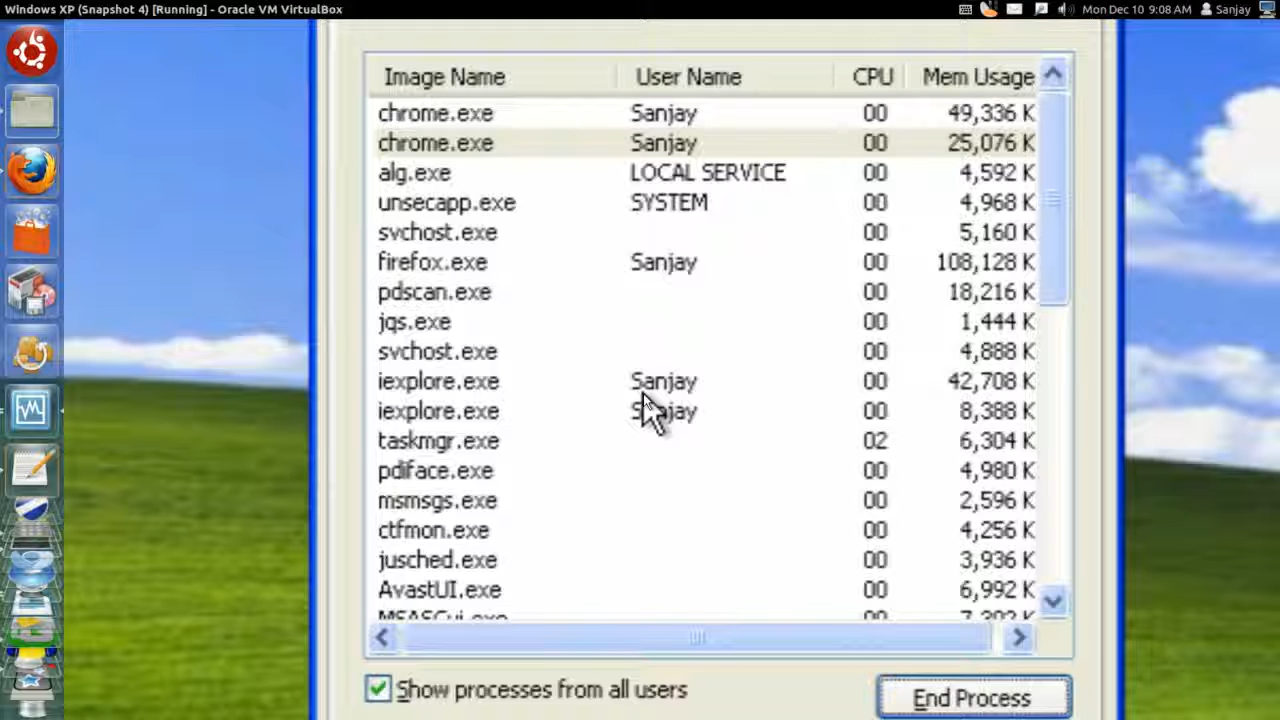 Windows XP (Snapshot 4) [Running] - Oracle VM VirtualBox Mon Dec 10 9:08 AM Sanjay
Image Name User Name CPU Mem Usage
chrome.exe Sanjay 00 49,336 K
chrome.exe Sanjay 00 25,076 K
alg.exe LOCAL SERVICE 00 4,592 K
unsecapp.exe SYSTEM 00 4,968 K
svchost.exe 00 5,160 K
firefox.exe Sanjay 00 108,128 K
pdscan.exe 00 18,216 K
jqs.exe 00 1,444 K
svchost.exe 00 4,888 K
iexplore.exe Sanjay 00 42,708 K
iexplore.exe Sanjay 00 8,388 K
taskmgr.exe 02 6,304 K
pdiface.exe 00 4,980 K
msmsgs.exe 00 2,596 K
ctfmon.exe 00 4,256 K
jusched.exe 00 3,936 K
AvastUI.exe 00 6,992 K
MSASCui.exe 00
Show processes from all users End Process